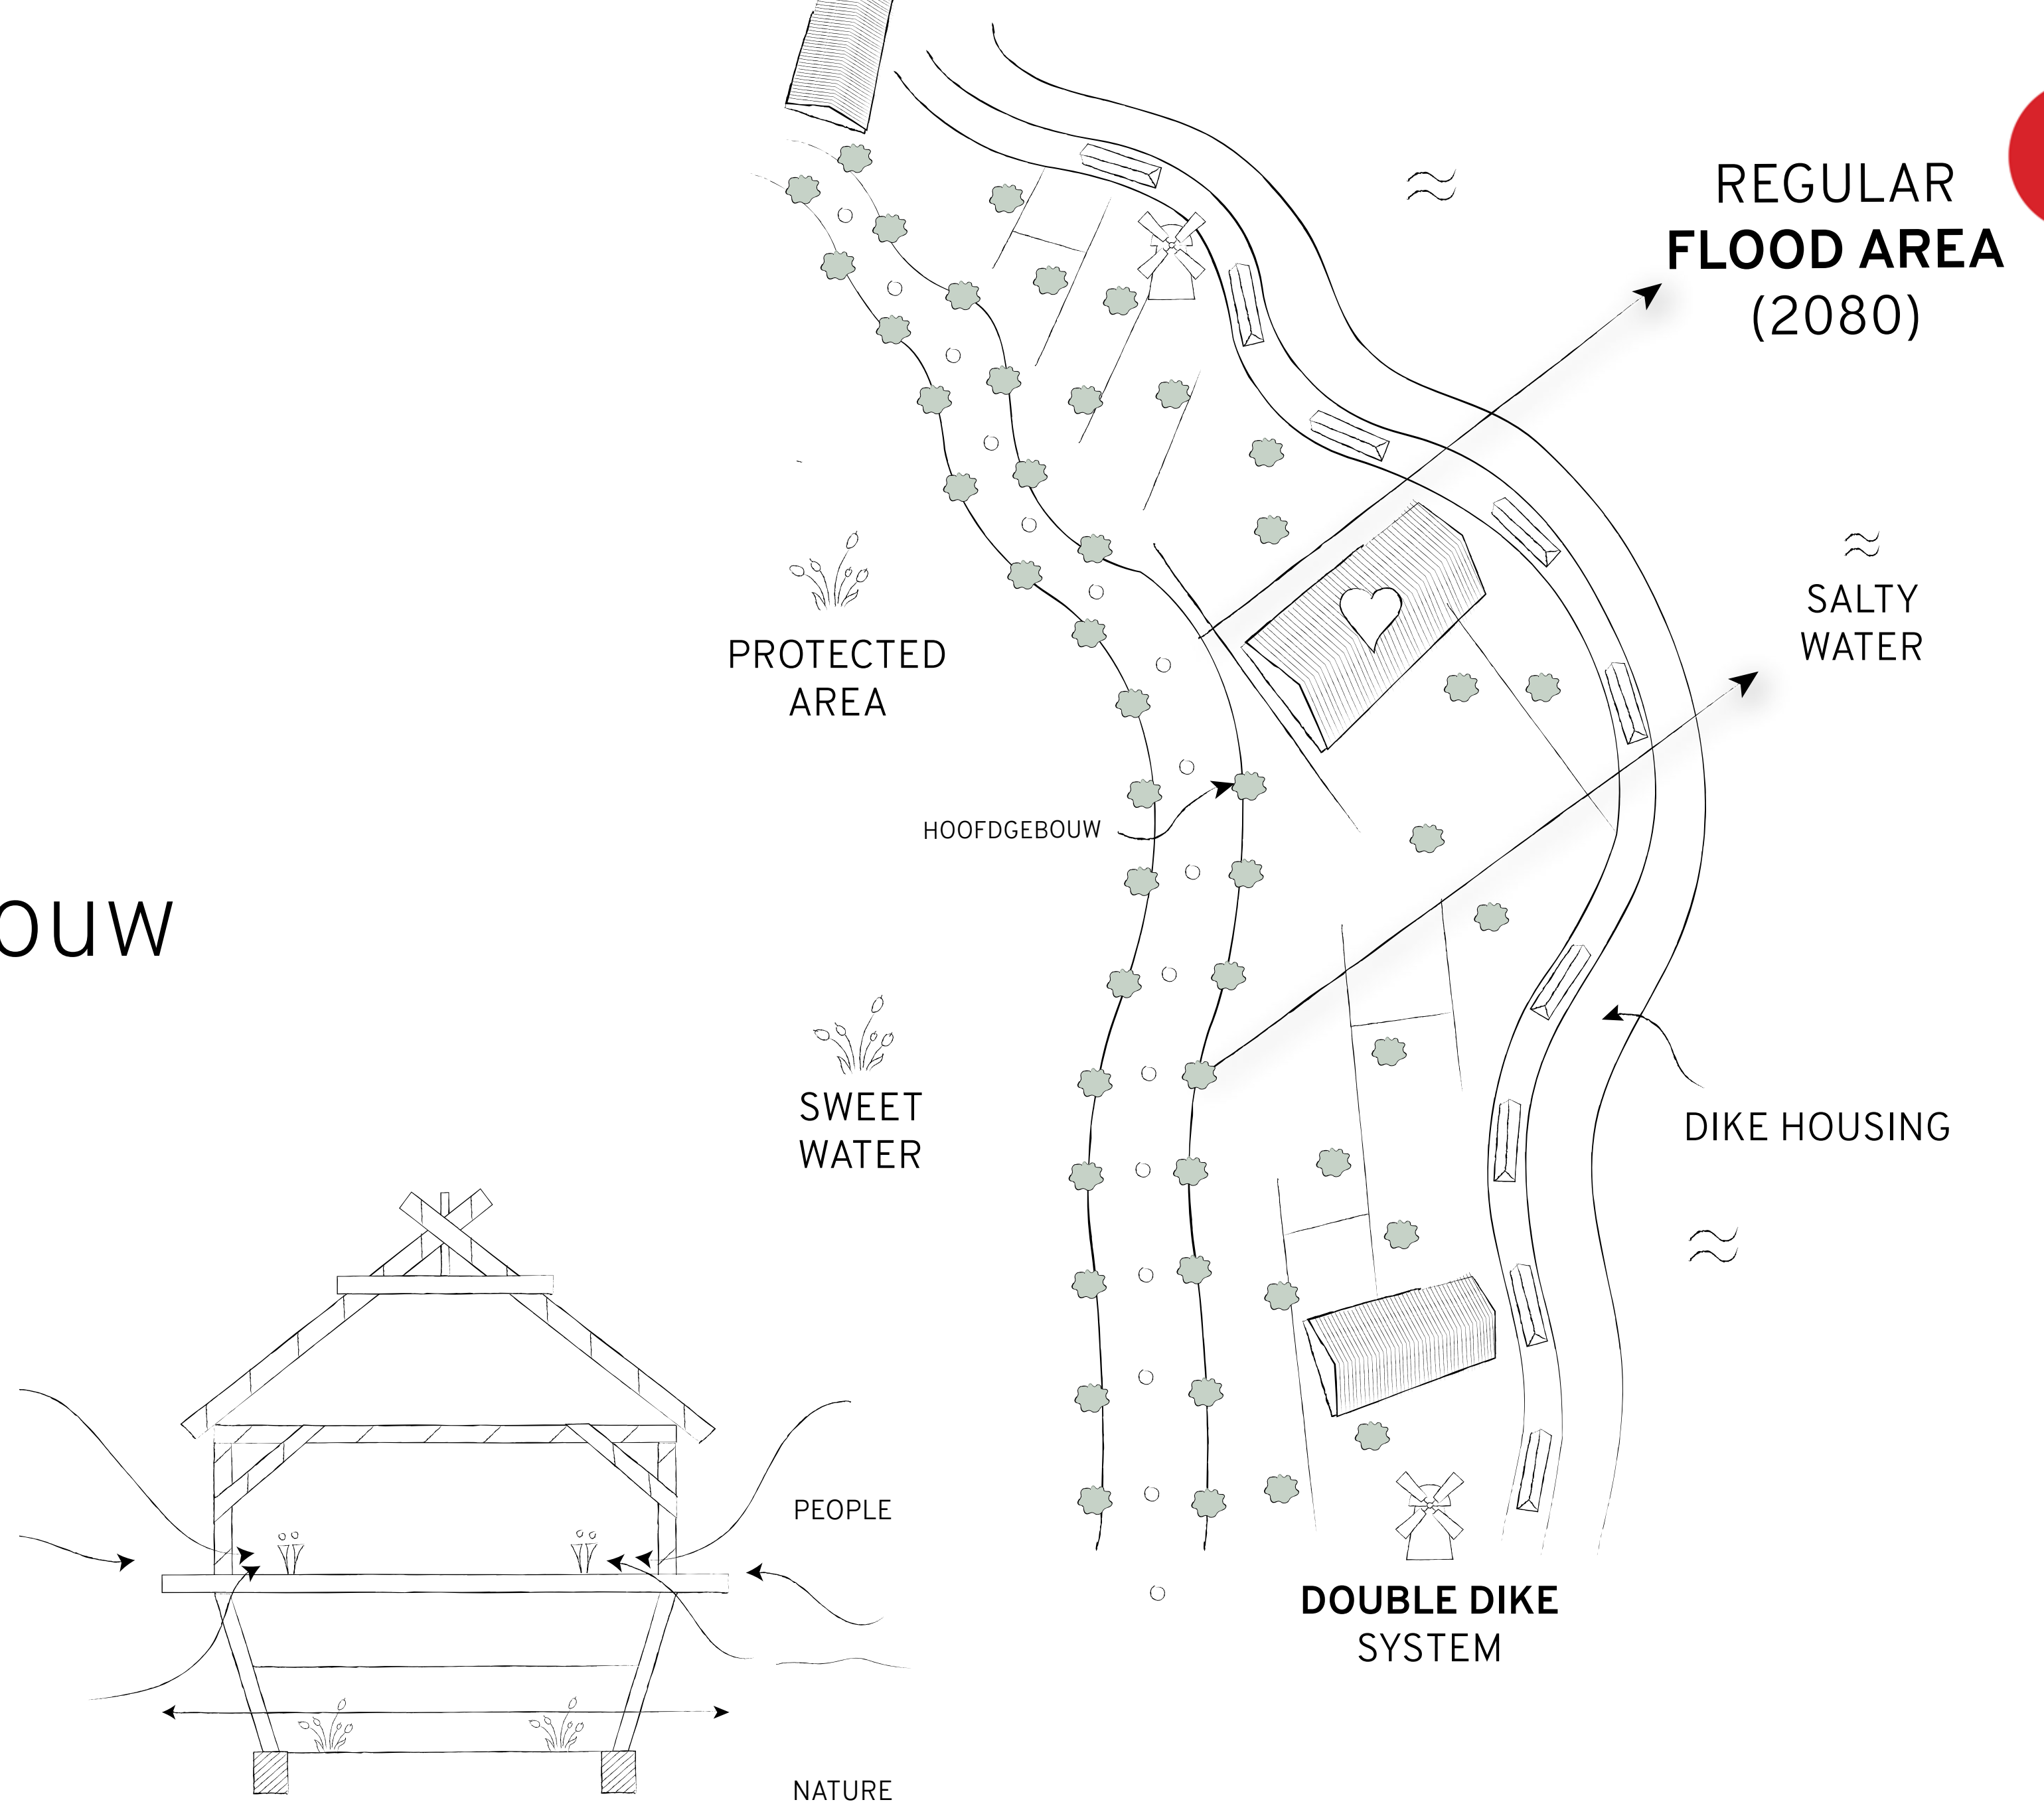 REGULAR
FLOOD AREA
(2080)
SALTY
WATER
PROTECTED
AREA
HOOFDGEBOUW
OUW
SWEET
WATER
DIKE HOUSING
PEOPLE
DOUBLE DIKE
SYSTEM
NATURE